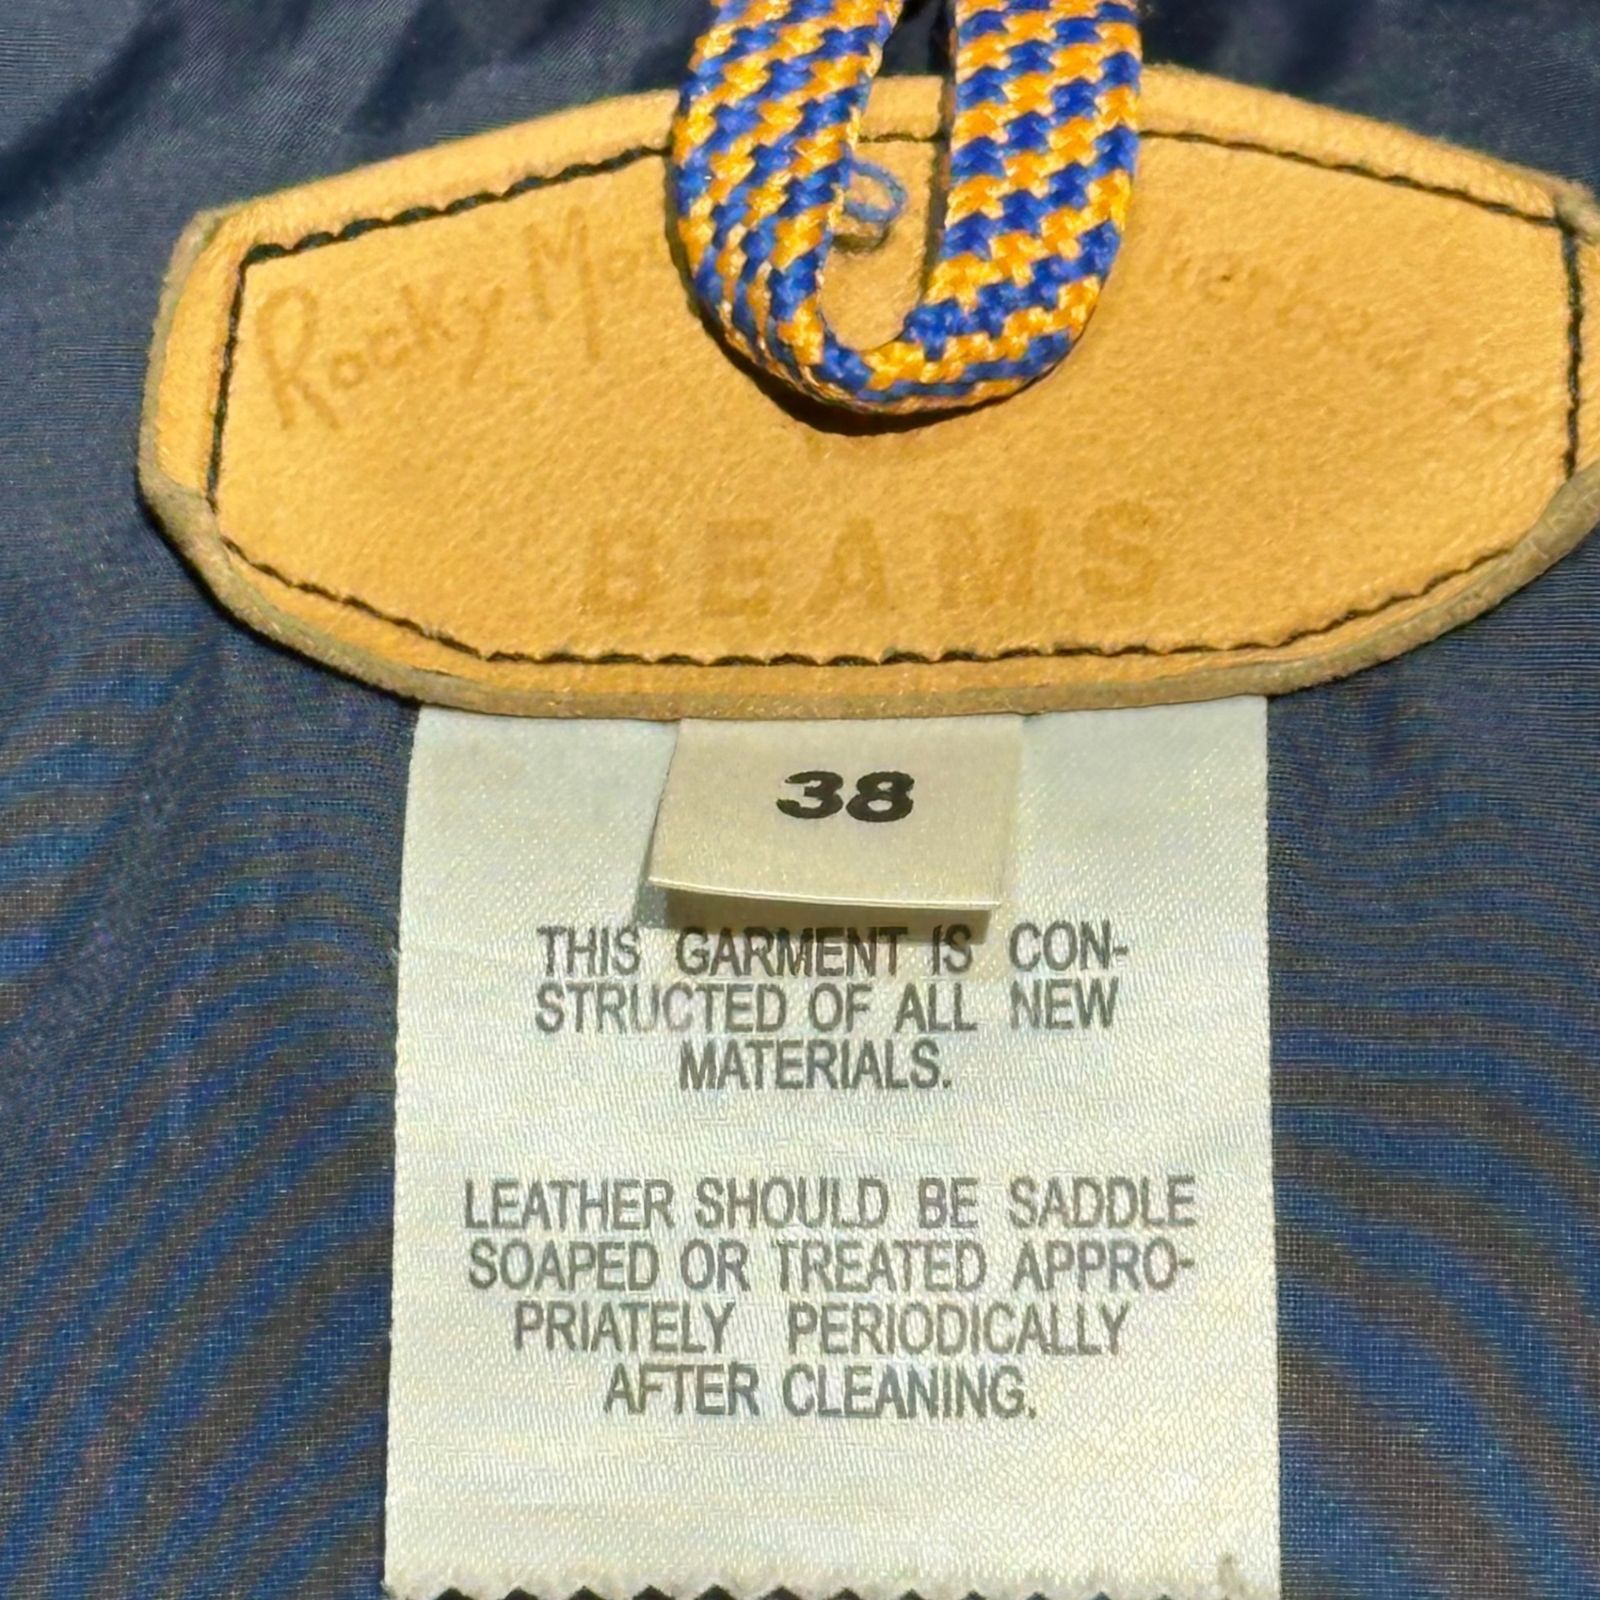 Rocky
BEAMS
38
THIS GARMENT IS CON-
STRUCTED OF ALL NEW
MATERIALS.
LEATHER SHOULD BE SADDLE
SOAPED OR TREATED APPRO-
PRIATELY PERIODICALLY
AFTER CLEANING.